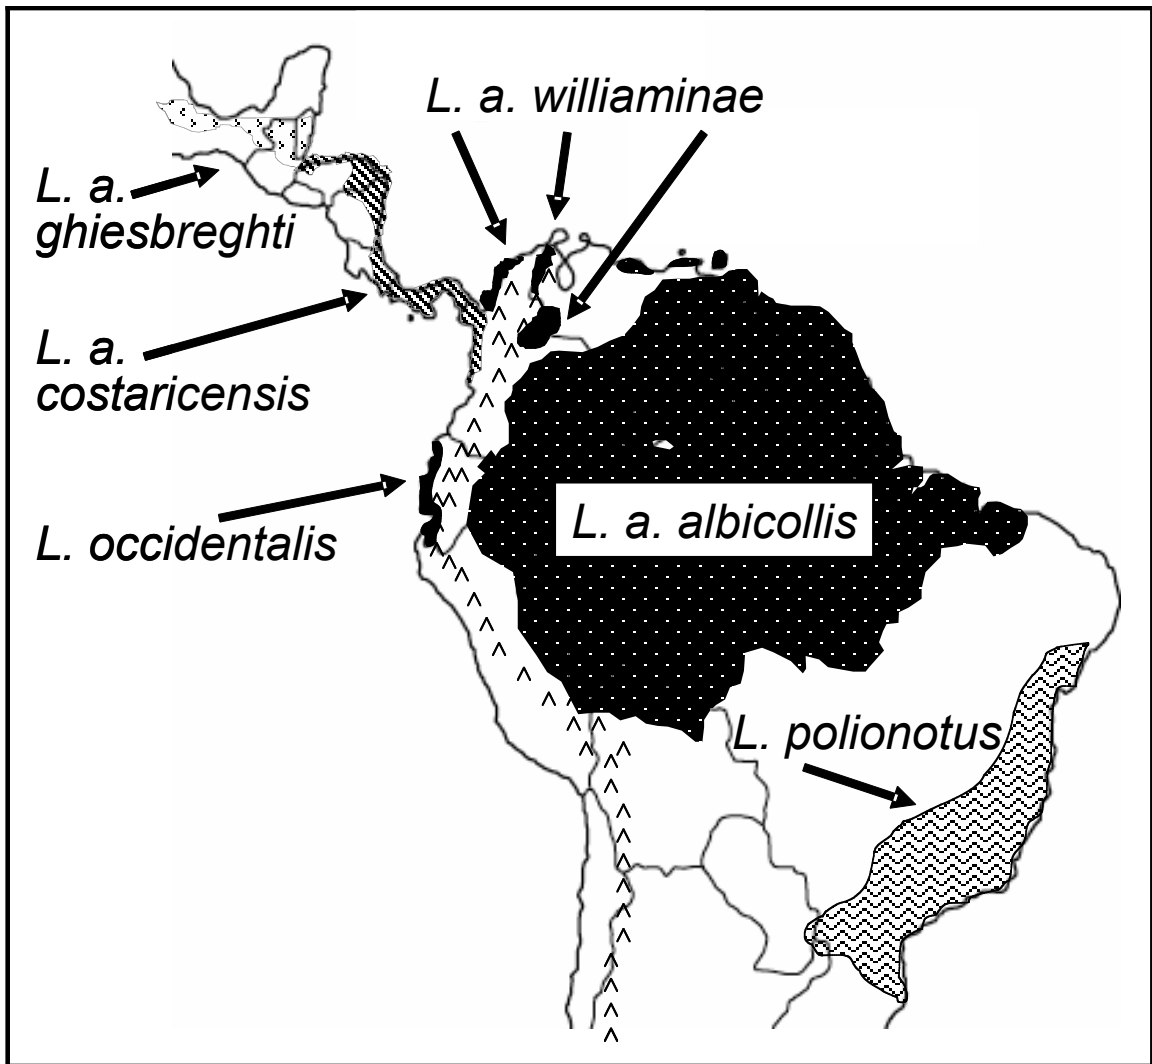 L. a. williaminae
L. a.
ghiesbreghti
L. a.
costaricensis
L. occidentalis
L. a. albicollis
L. polionotus